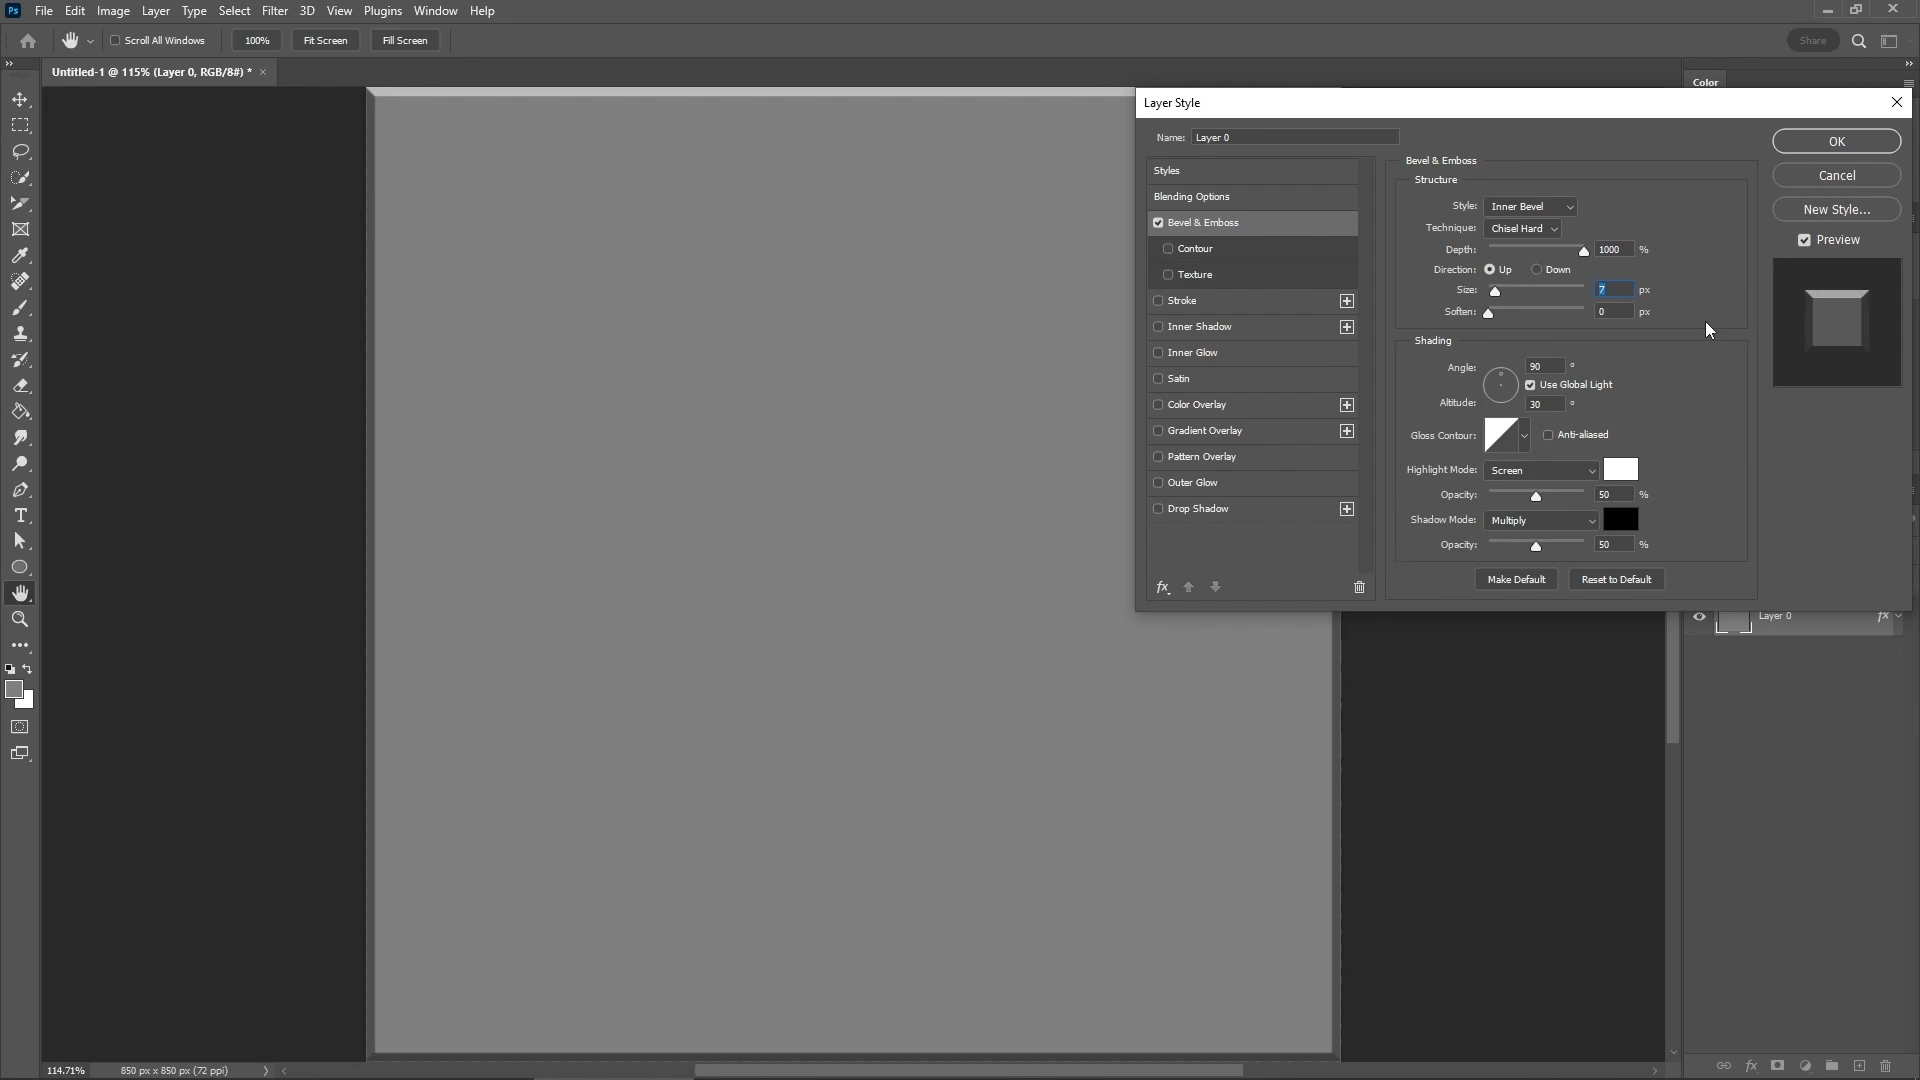 Ps File Edit Image Layer Type Select Filter 3D View Plugins Window Help
Scroll All Windows 100% Fit Screen Fill Screen Share
Untitled-1 @ 115% (Layer 0, RGB/8#) * ×
Color
Layer Style
Name: Layer 0
OK
Cancel
New Style...
Preview
Styles
Blending Options
Bevel & Emboss
Contour
Texture
Stroke
Inner Shadow
Inner Glow
Satin
Color Overlay
Gradient Overlay
Pattern Overlay
Outer Glow
Drop Shadow
fx
Bevel & Emboss
Structure
Style: Inner Bevel
Technique: Chisel Hard
Depth: 1000 %
Direction: Up Down
Size: 7 px
Soften: 0 px
Shading
Angle: 90 °
Use Global Light
Altitude: 30 °
Gloss Contour: Anti-aliased
Highlight Mode: Screen
Opacity: 50 %
Shadow Mode: Multiply
Opacity: 50 %
Make Default Reset to Default
Layer 0 fx
114.71% 850 px x 850 px (72 ppi)
fx